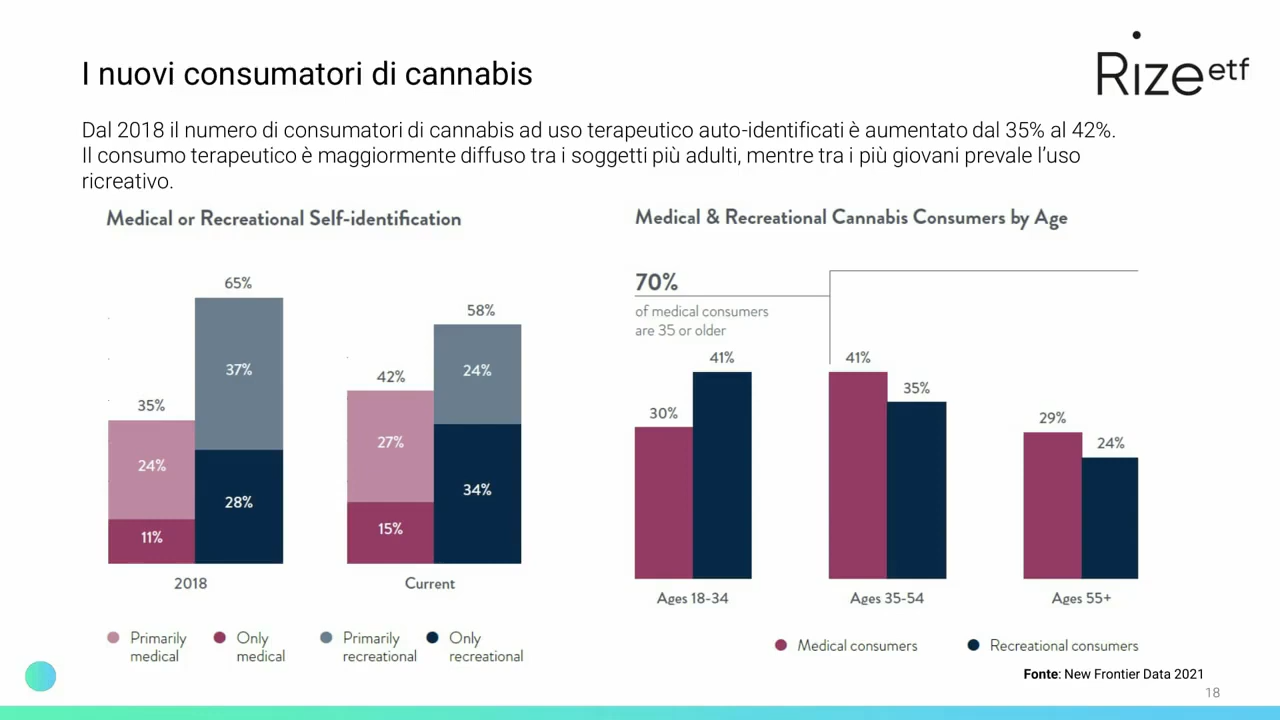 I nuovi consumatori di cannabis
Rize etf
Dal 2018 il numero di consumatori di cannabis ad uso terapeutico auto-identificati è aumentato dal 35% al 42%.
Il consumo terapeutico è maggiormente diffuso tra i soggetti più adulti, mentre tra i più giovani prevale l'uso
ricreativo.
Medical or Recreational Self-identification
65%
58%
42%
35%
37%
24%
27%
24%
28%
34%
11%
15%
2018
Current
Primarily
medical
Only
medical
Primarily
recreational
Only
recreational
Medical & Recreational Cannabis Consumers by Age
70%
of medical consumers
are 35 or older
30%
41%
41%
35%
29%
24%
Ages 18-34
Ages 35-54
Ages 55+
Medical consumers
Recreational consumers
Fonte: New Frontier Data 2021
18